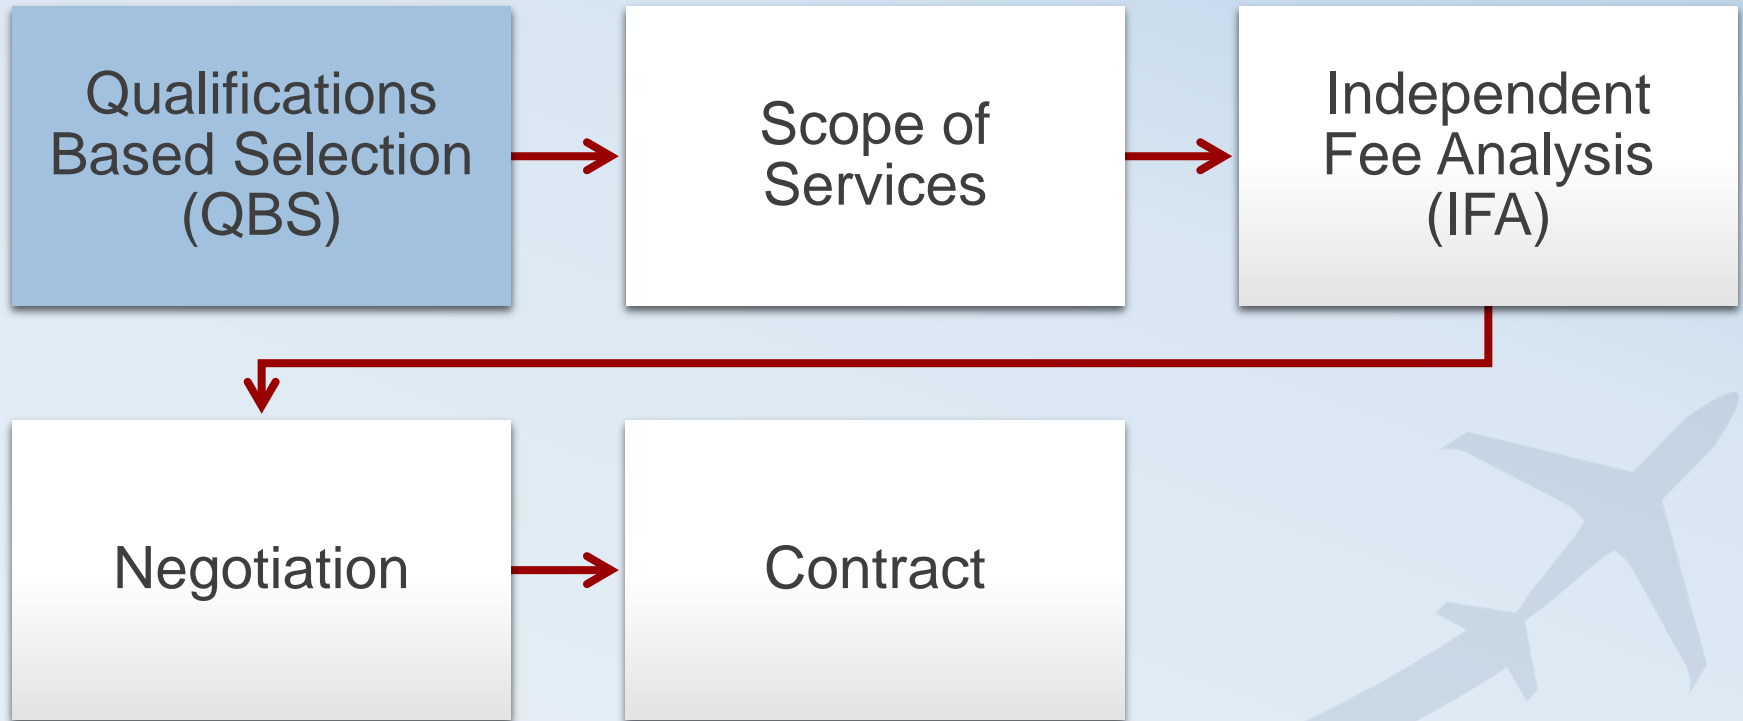 Qualifications
Based Selection
(QBS)
Scope of
Services
Independent
Fee Analysis
(IFA)
Negotiation
Contract